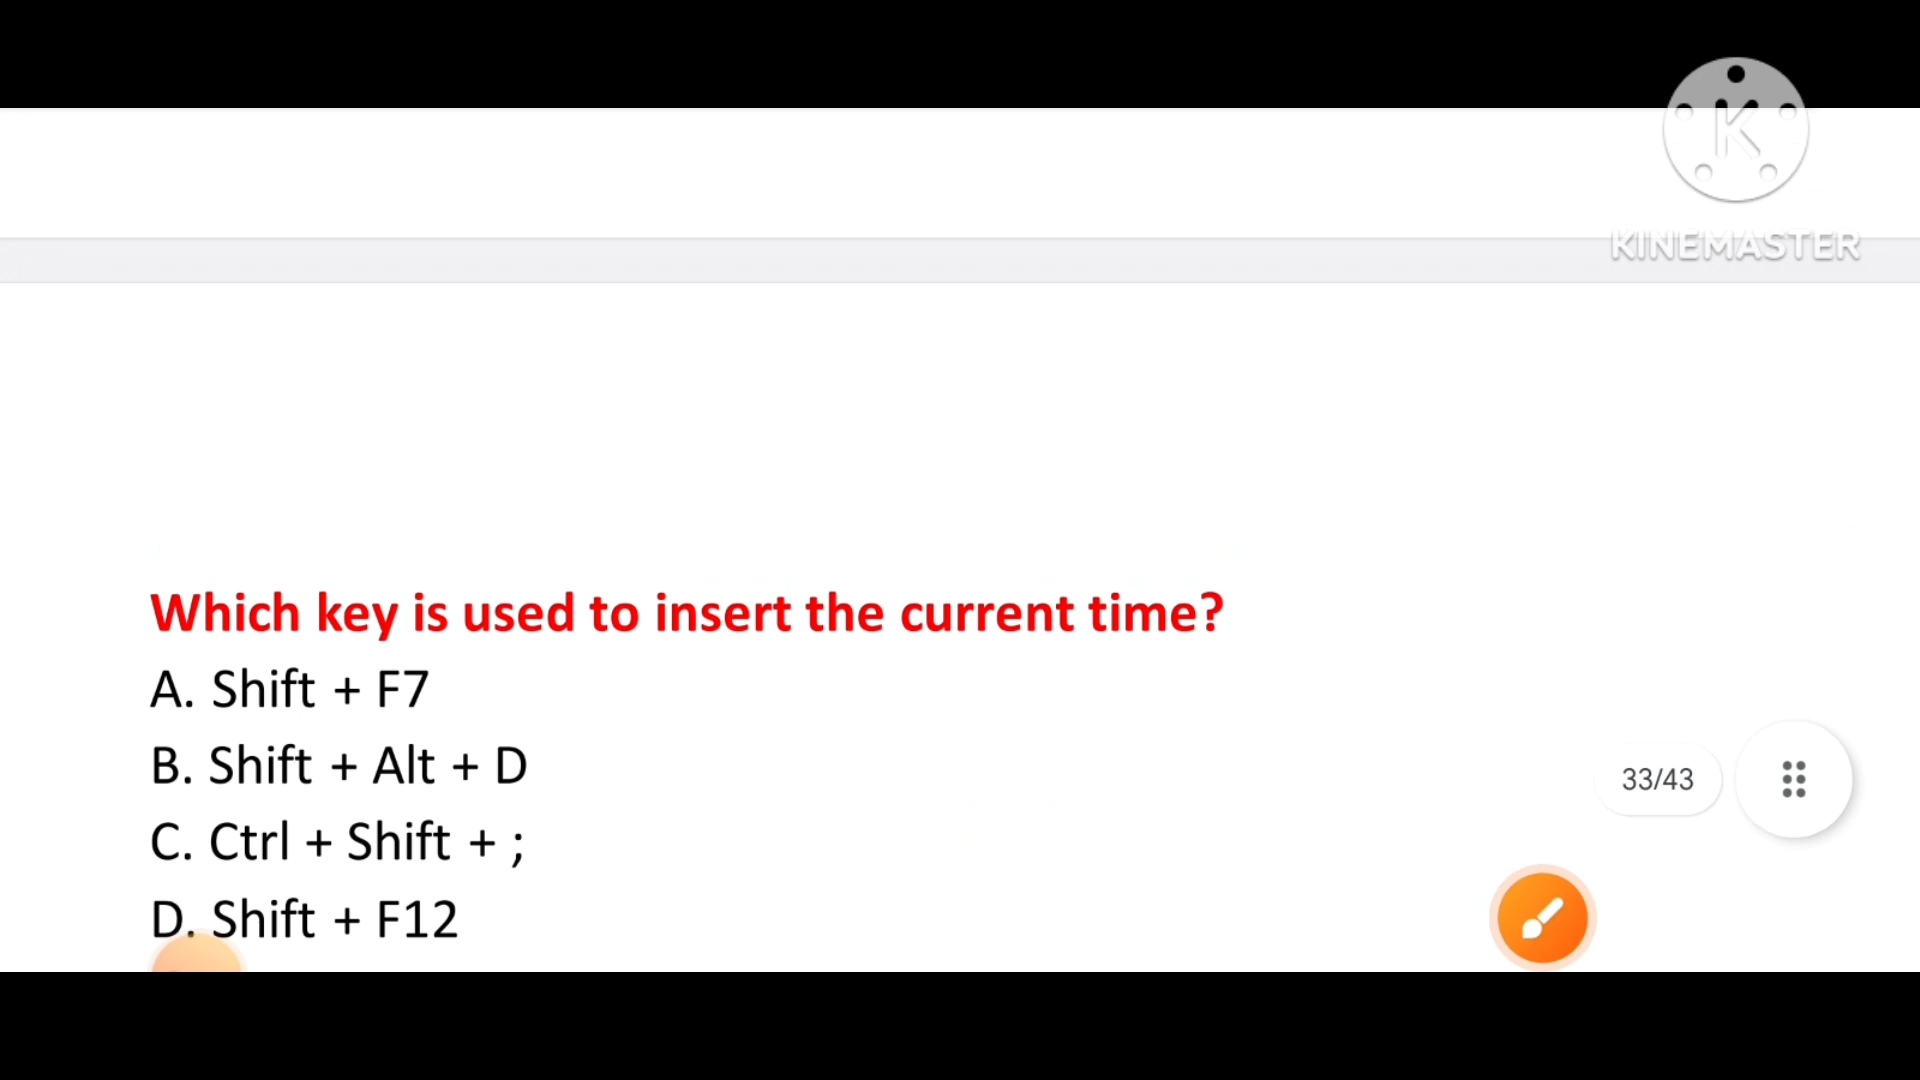 KINEMASTER
Which key is used to insert the current time?
A. Shift + F7
B. Shift + Alt + D
33/43
C. Ctrl + Shift + ;
D. Shift + F12